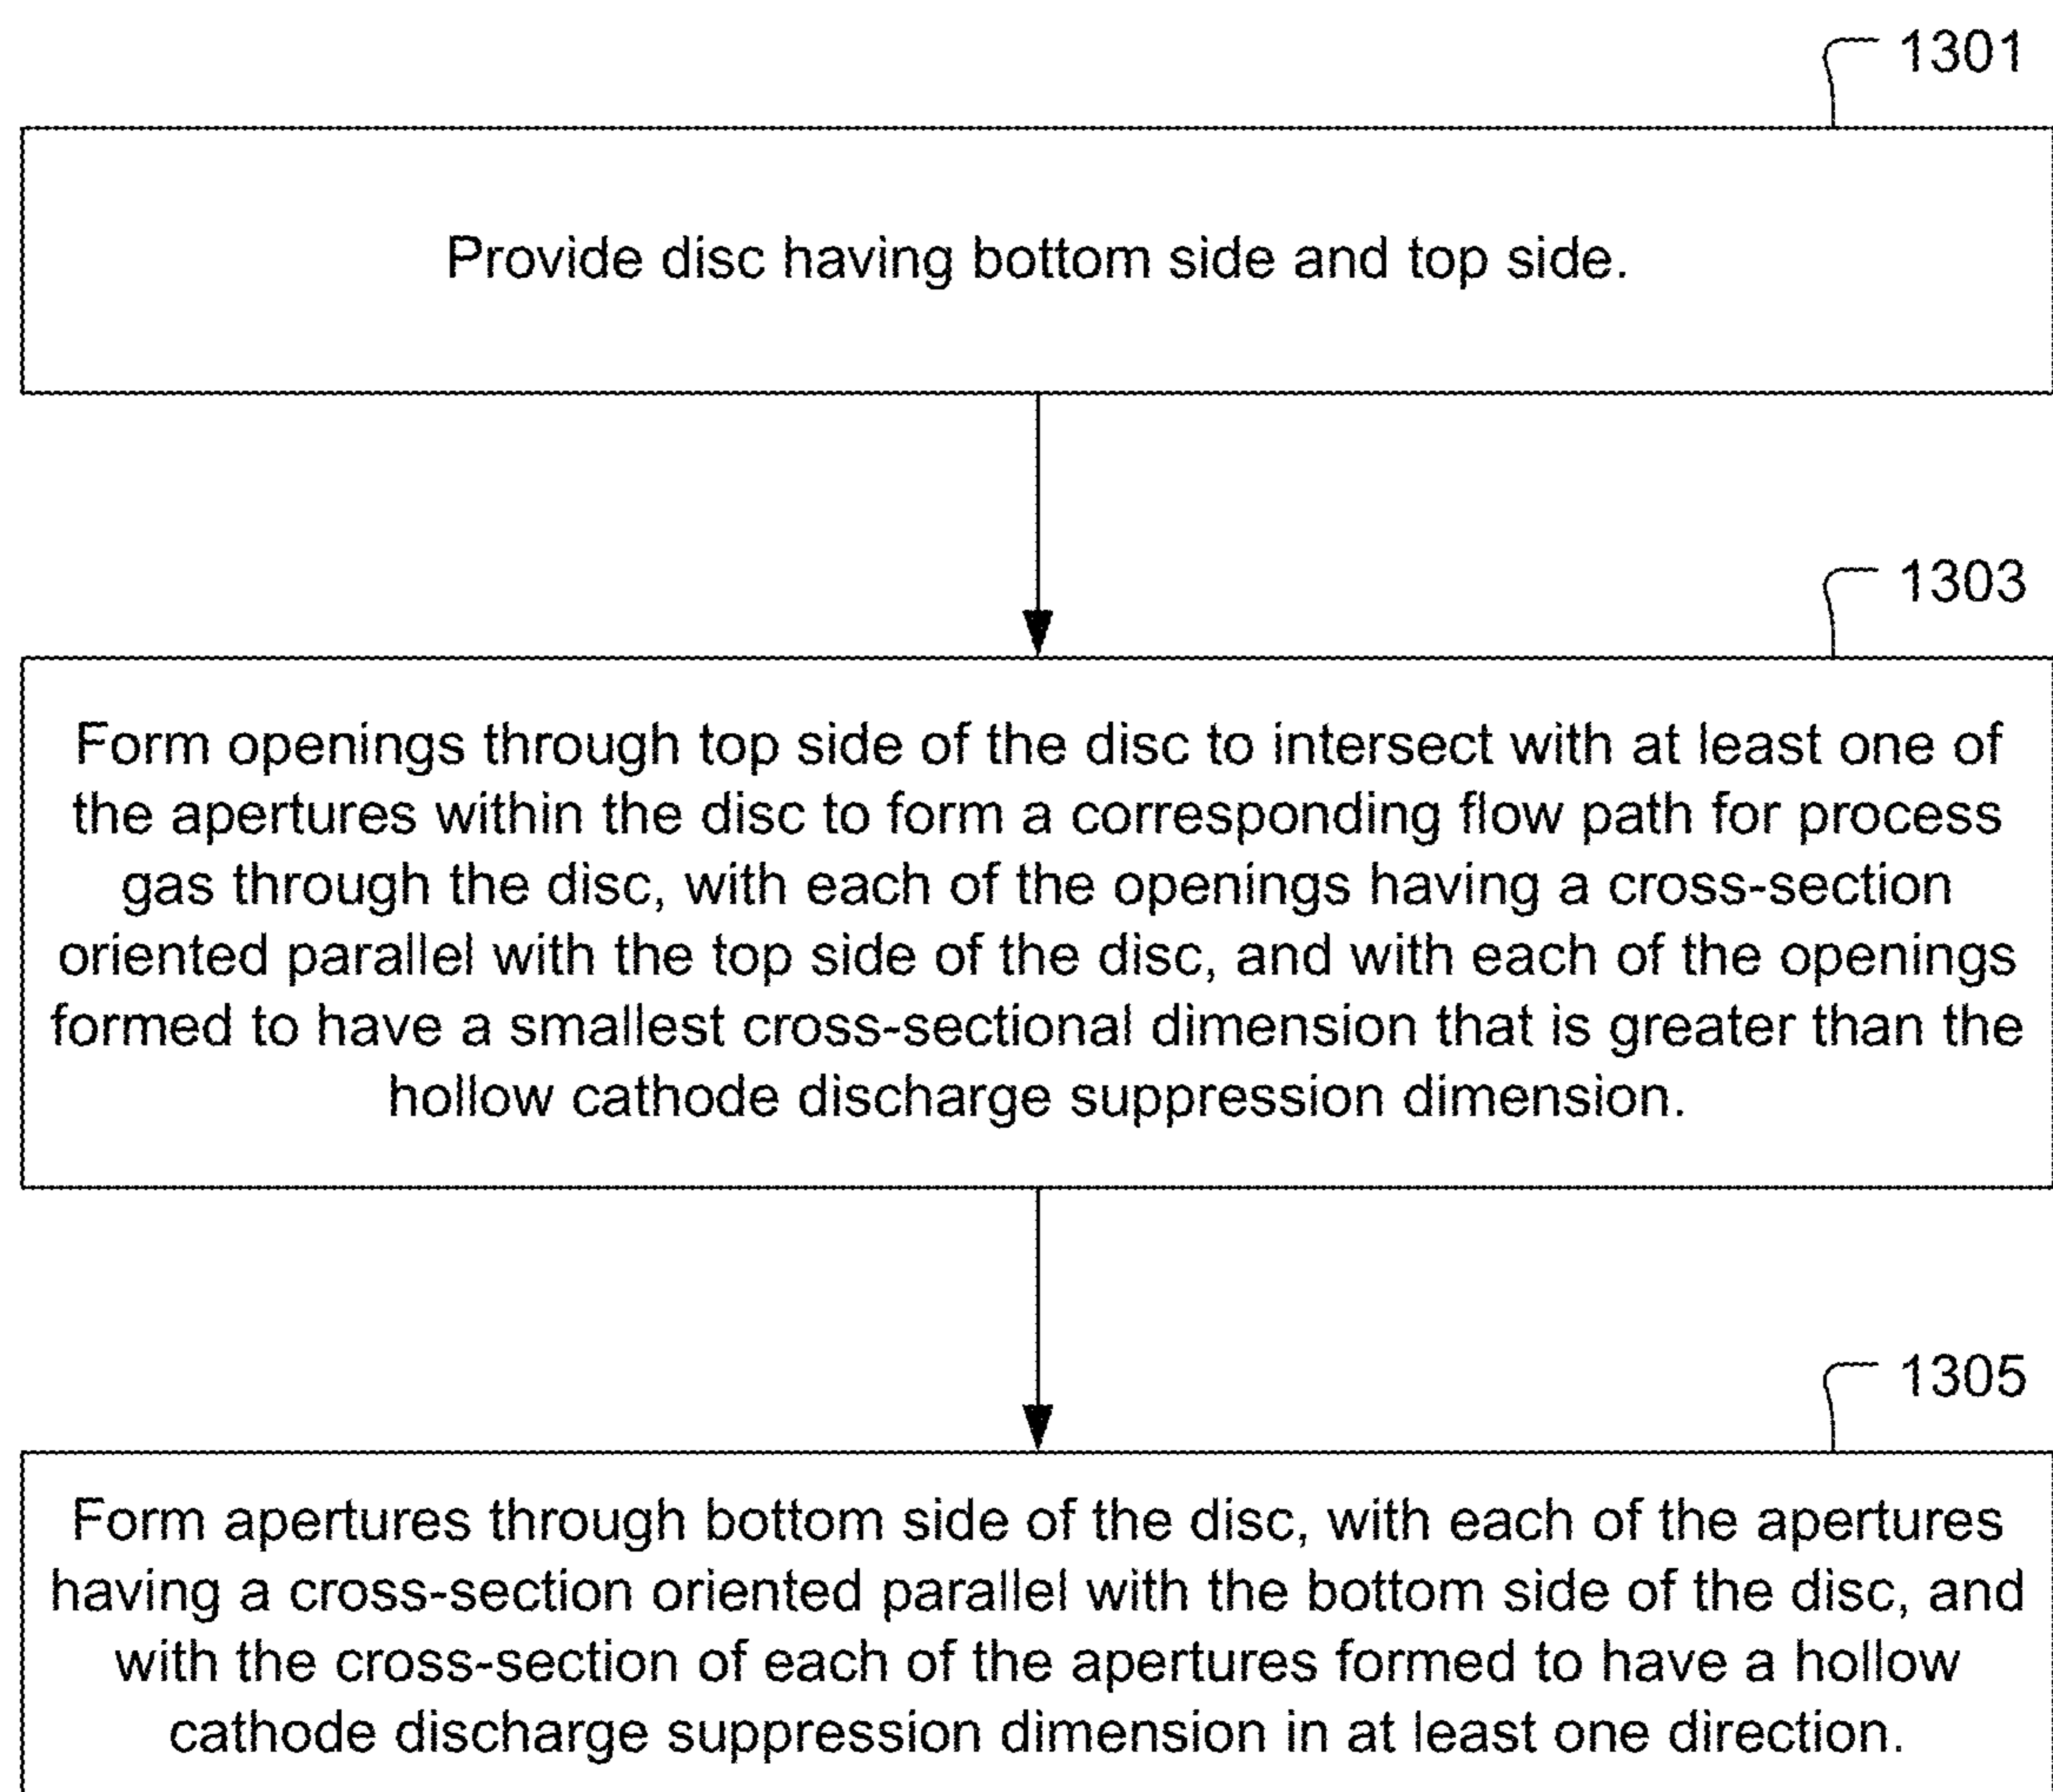 1301
Provide disc having bottom side and top side.
1303
Form openings through top side of the disc to intersect with at least one of
the apertures within the disc to form a corresponding flow path for process
gas through the disc, with each of the openings having a cross-section
oriented parallel with the top side of the disc, and with each of the openings
formed to have a smallest cross-sectional dimension that is greater than the
hollow cathode discharge suppression dimension.
1305
Form apertures through bottom side of the disc, with each of the apertures
having a cross-section oriented parallel with the bottom side of the disc, and
with the cross-section of each of the apertures formed to have a hollow
cathode discharge suppression dimension in at least one direction.